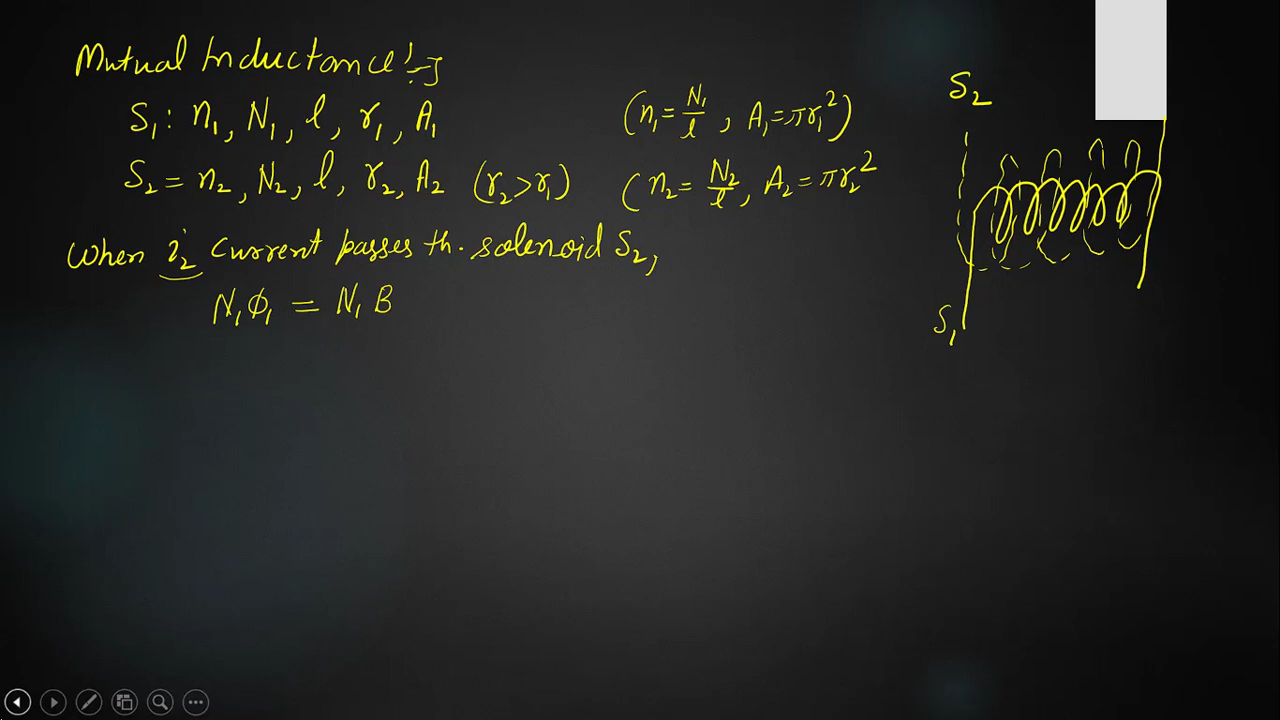 Mutual Inductance :-
S₁ : n₁, N₁, l, r₁, A₁ (n₁ = N₁/l, A₁ = πr₁²)
S₂ = n₂, N₂, l, r₂, A₂ (r₂ > r₁) (n₂ = N₂/l, A₂ = πr₂²
When i₂ current passes th. solenoid S₂,
N₁Φ₁ = N₁ B
S₂
S₁